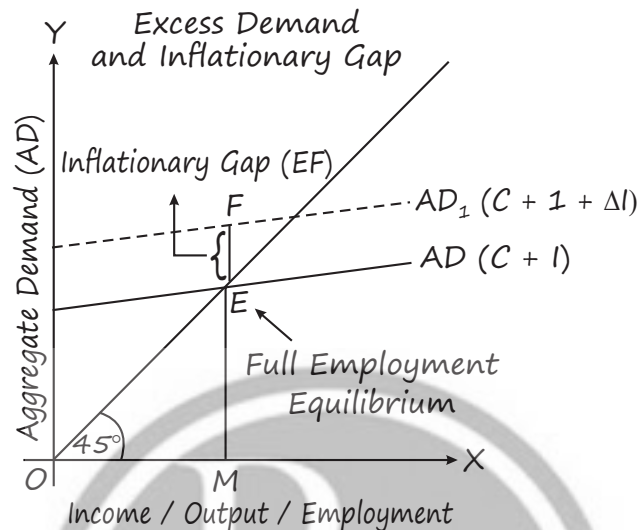 Y
Excess Demand
and Inflationary Gap
Aggregate Demand (AD)
Inflationary Gap (EF)
F
AD₁ (C + 1 + ΔI)
{
AD (C + I)
E
Full Employment
Equilibrium
45°
O
M
X
Income / Output / Employment